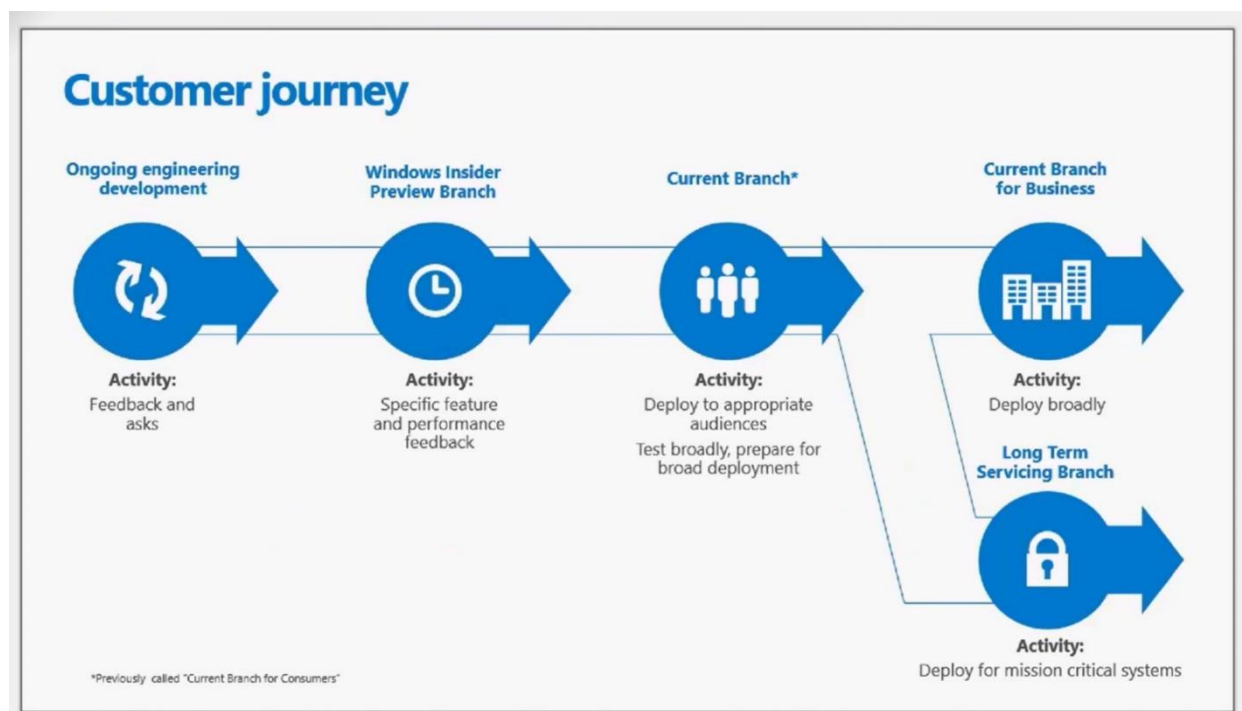 Customer journey
Ongoing engineering
development
Windows Insider
Preview Branch
Current Branch*
Current Branch
for Business
Activity:
Feedback and
asks
Activity:
Specific feature
and performance
feedback
Activity:
Deploy to appropriate
audiences
Test broadly, prepare for
broad deployment
Activity:
Deploy broadly
Long Term
Servicing Branch
Activity:
Deploy for mission critical systems
*Previously called "Current Branch for Consumers"